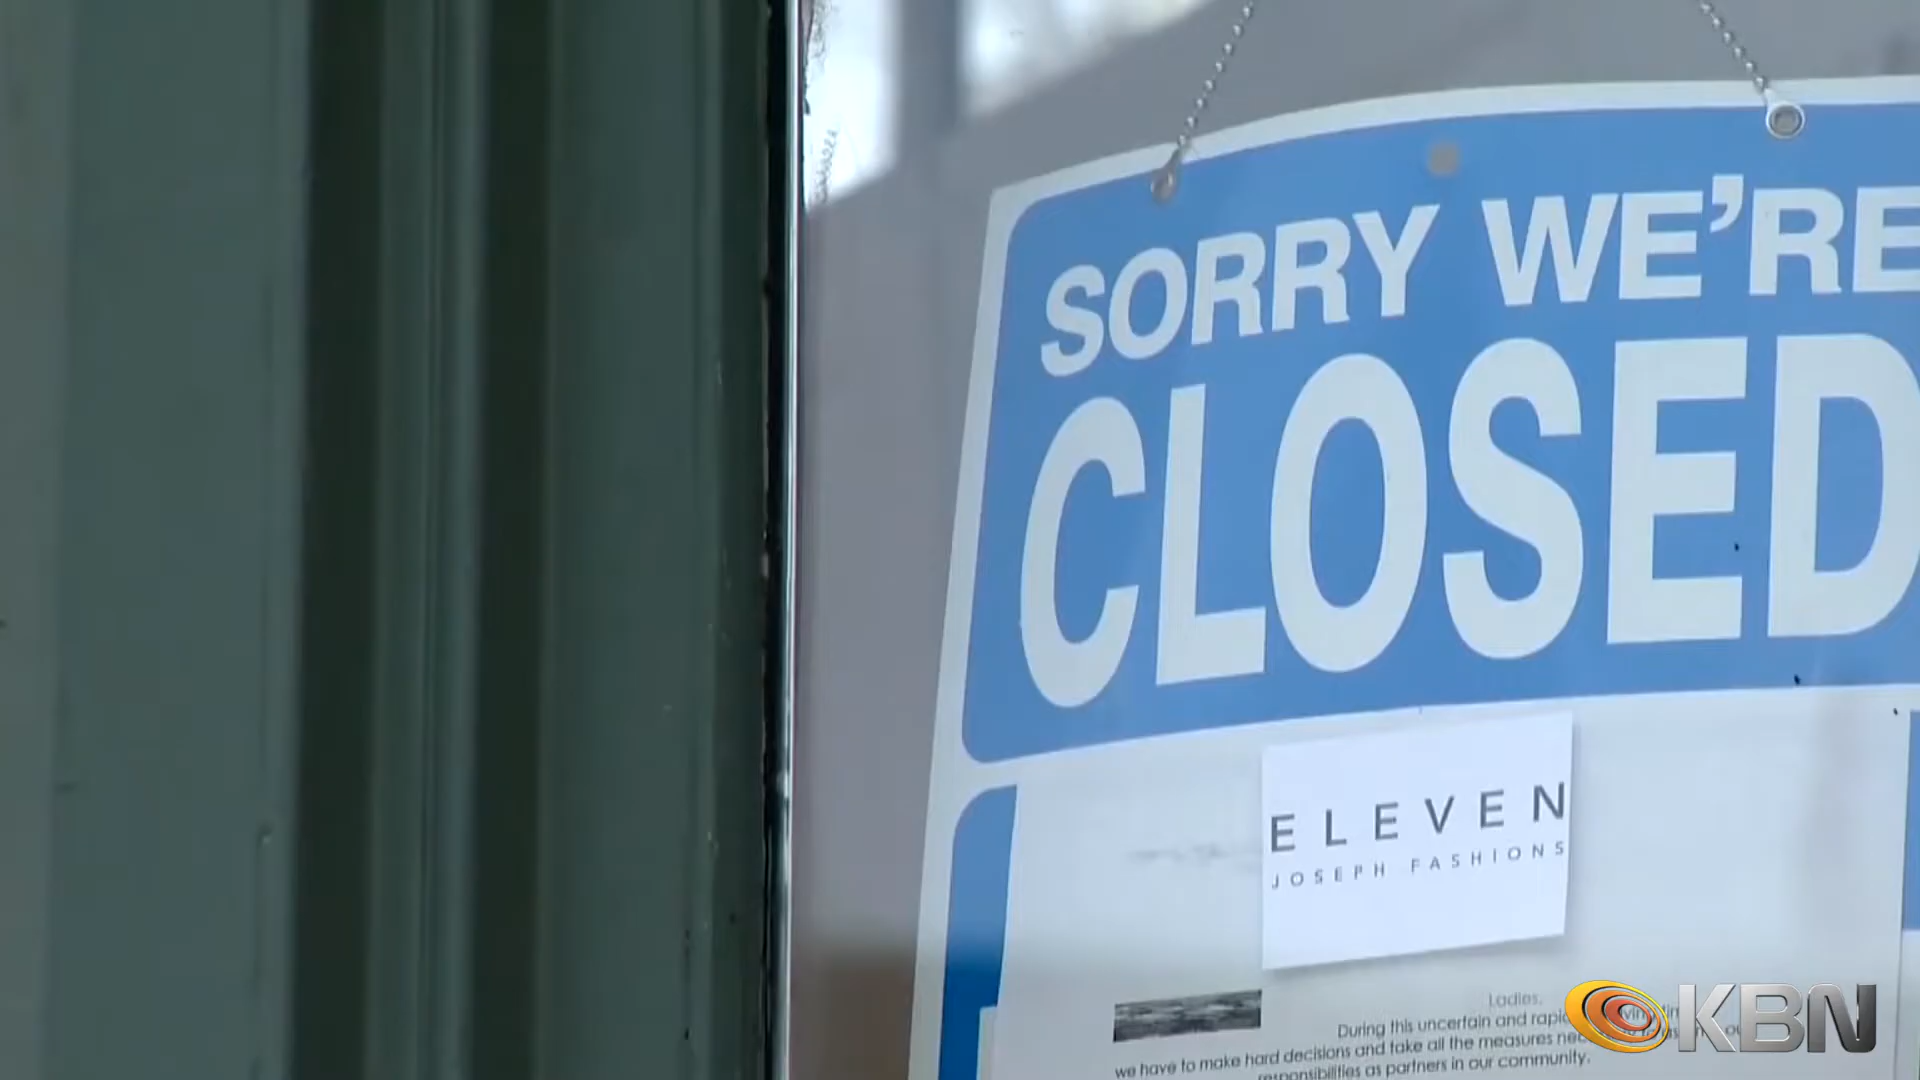 SORRY WE'RE
CLOSED
ELEVEN
JOSEPH FASHIONS
Ladies,
During this uncertain and
we have to make hard decisions and take all the measures
responsibilities as partners in our community.
KBN